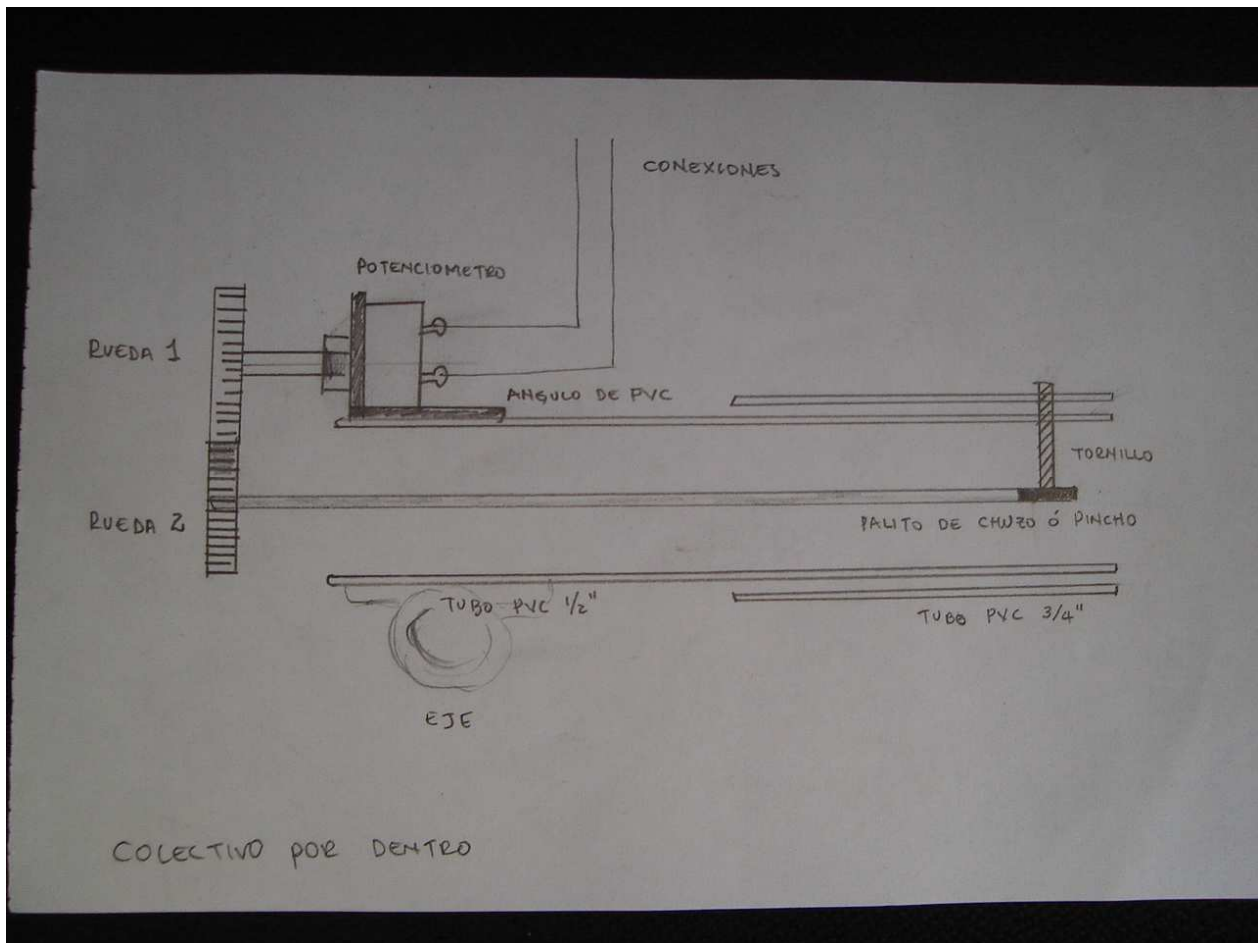 CONEXIONES
POTENCIOMETRO
RUEDA 1
ANGULO DE PVC
TORNILLO
RUEDA 2
PALITO DE CHUZO ó PINCHO
TUBO PVC 1/2"
TUBO PVC 3/4"
EJE
COLECTIVO POR DENTRO